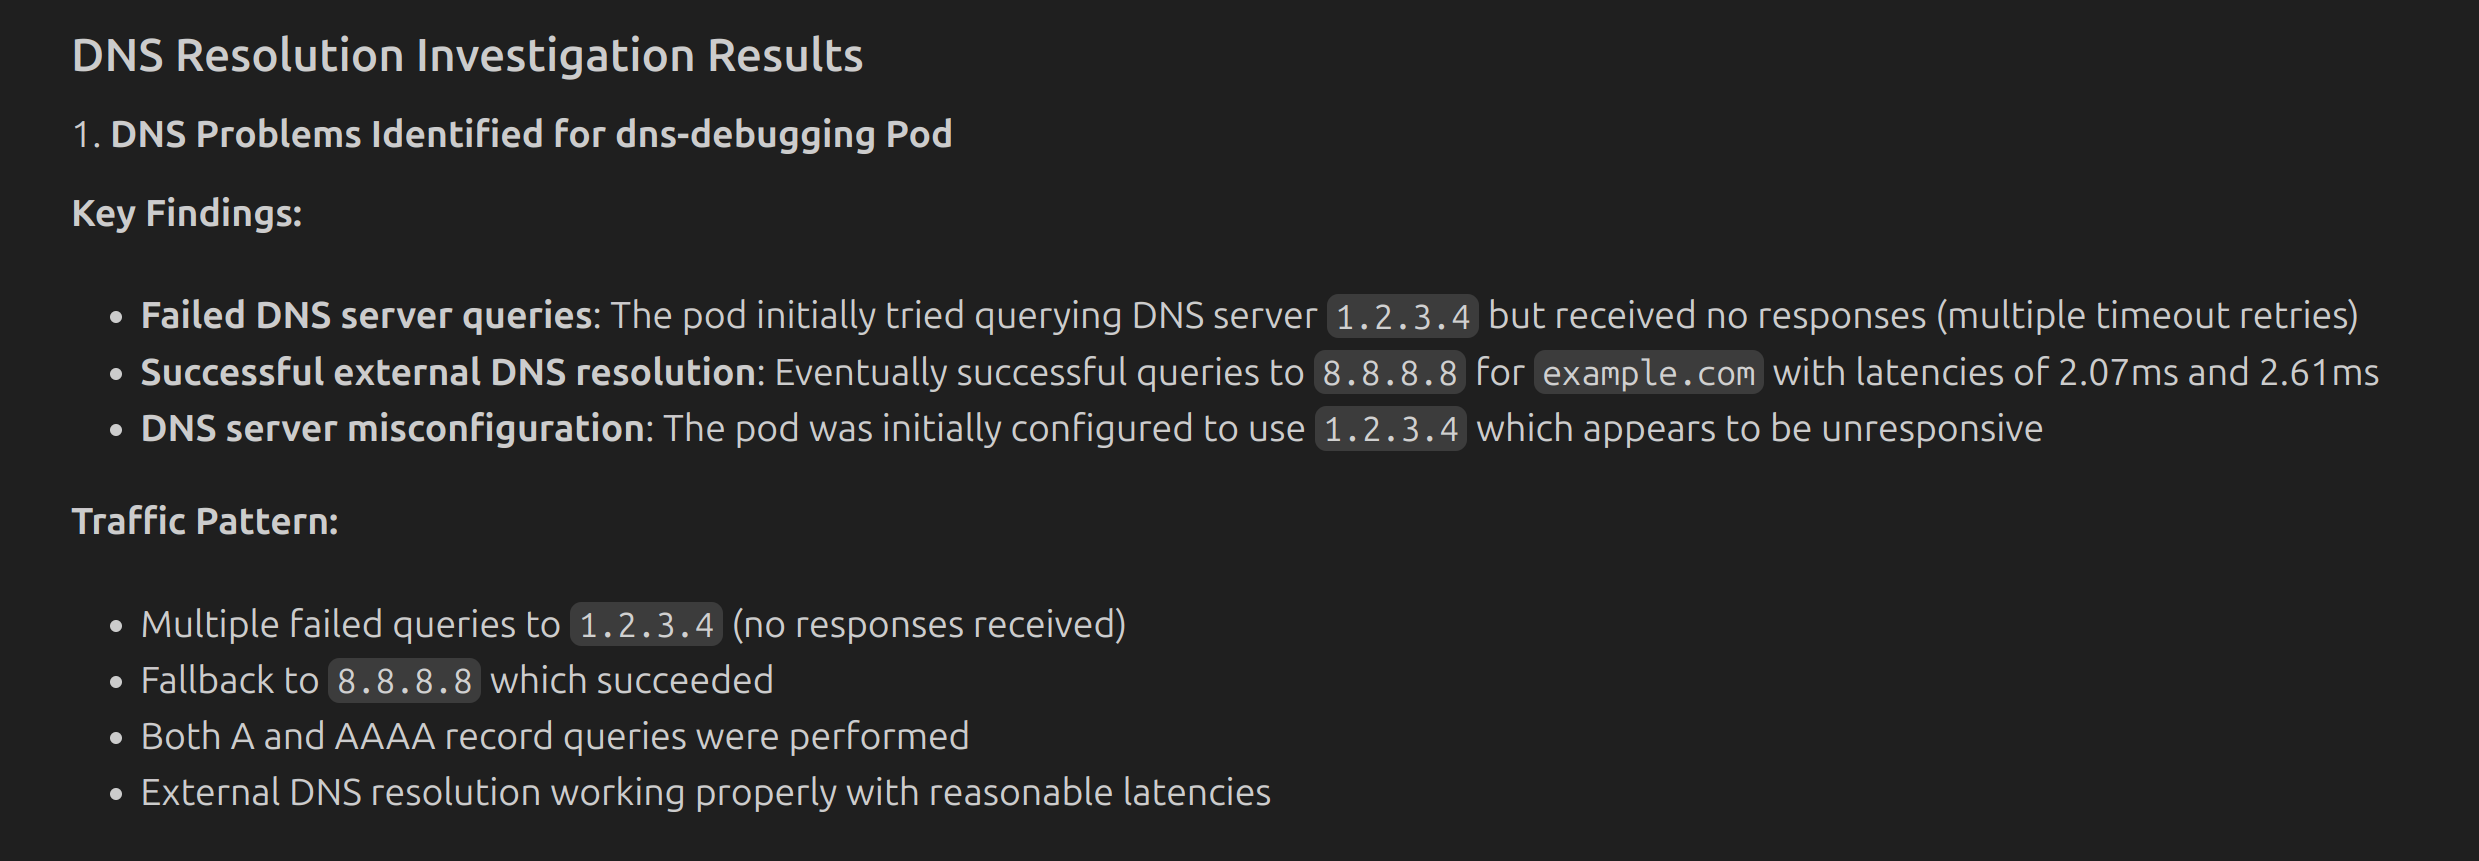 DNS Resolution Investigation Results
1. DNS Problems Identified for dns-debugging Pod
Key Findings:
• Failed DNS server queries: The pod initially tried querying DNS server 1.2.3.4 but received no responses (multiple timeout retries)
• Successful external DNS resolution: Eventually successful queries to 8.8.8.8 for example.com with latencies of 2.07ms and 2.61ms
• DNS server misconfiguration: The pod was initially configured to use 1.2.3.4 which appears to be unresponsive
Traffic Pattern:
• Multiple failed queries to 1.2.3.4 (no responses received)
• Fallback to 8.8.8.8 which succeeded
• Both A and AAAA record queries were performed
• External DNS resolution working properly with reasonable latencies